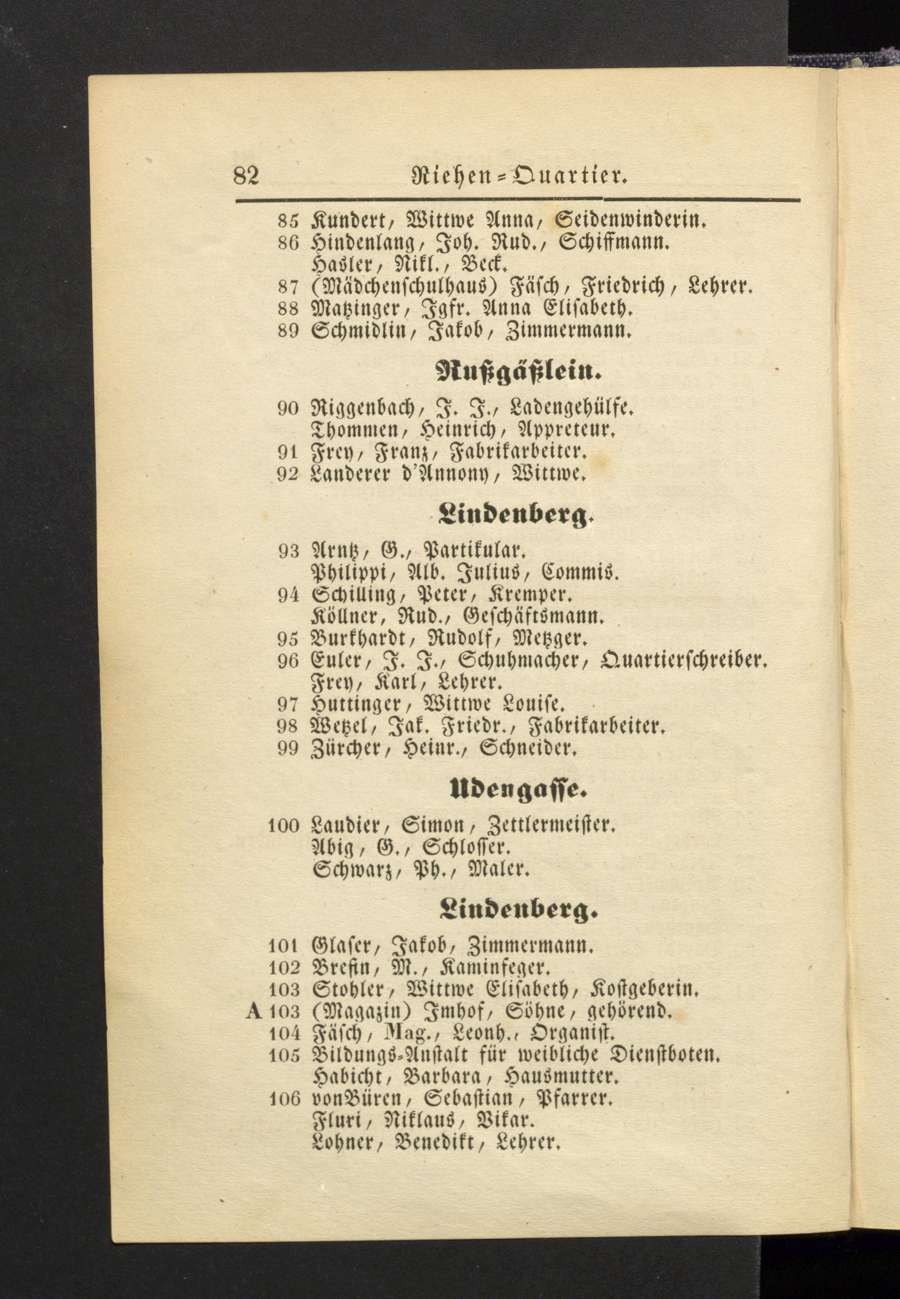 82 Riehen=Quartier.
85 Kundert, Wittwe Anna, Seidenwinderin.
86 Hindenlang, Joh. Rud., Schiffmann.
Hasler, Nikl., Beck.
87 (Mädchenschulhaus) Fäsch, Friedrich, Lehrer.
88 Matzinger, Jgfr. Anna Elisabeth.
89 Schmidlin, Jakob, Zimmermann.
Rußgäßlein.
90 Riggenbach, J. J., Ladengehülfe.
Thommen, Heinrich, Appreteur.
91 Frey, Franz, Fabrikarbeiter.
92 Landerer d'Annony, Wittwe.
Lindenberg.
93 Arntz, G., Partikular.
Philippi, Alb. Julius, Commis.
94 Schilling, Peter, Kremper.
Köllner, Rud., Geschäftsmann.
95 Burkhardt, Rudolf, Metzger.
96 Euler, J. J., Schuhmacher, Quartierschreiber.
Frey, Karl, Lehrer.
97 Huttinger, Wittwe Louise.
98 Wetzel, Jak. Friedr., Fabrikarbeiter.
99 Zürcher, Heinr., Schneider.
Udengasse.
100 Laudier, Simon, Zettlermeister.
Abig, G., Schlosser.
Schwarz, Ph., Maler.
Lindenberg.
101 Glaser, Jakob, Zimmermann.
102 Bresin, M., Kaminfeger.
103 Stohler, Wittwe Elisabeth, Kostgeberin.
A 103 (Magazin) Imhof, Söhne, gehörend.
104 Fäsch, Mag., Leonh., Organist.
105 Bildungs=Anstalt für weibliche Dienstboten.
Habicht, Barbara, Hausmutter.
106 vonBüren, Sebastian, Pfarrer.
Fluri, Niklaus, Vikar.
Lohner, Benedikt, Lehrer.